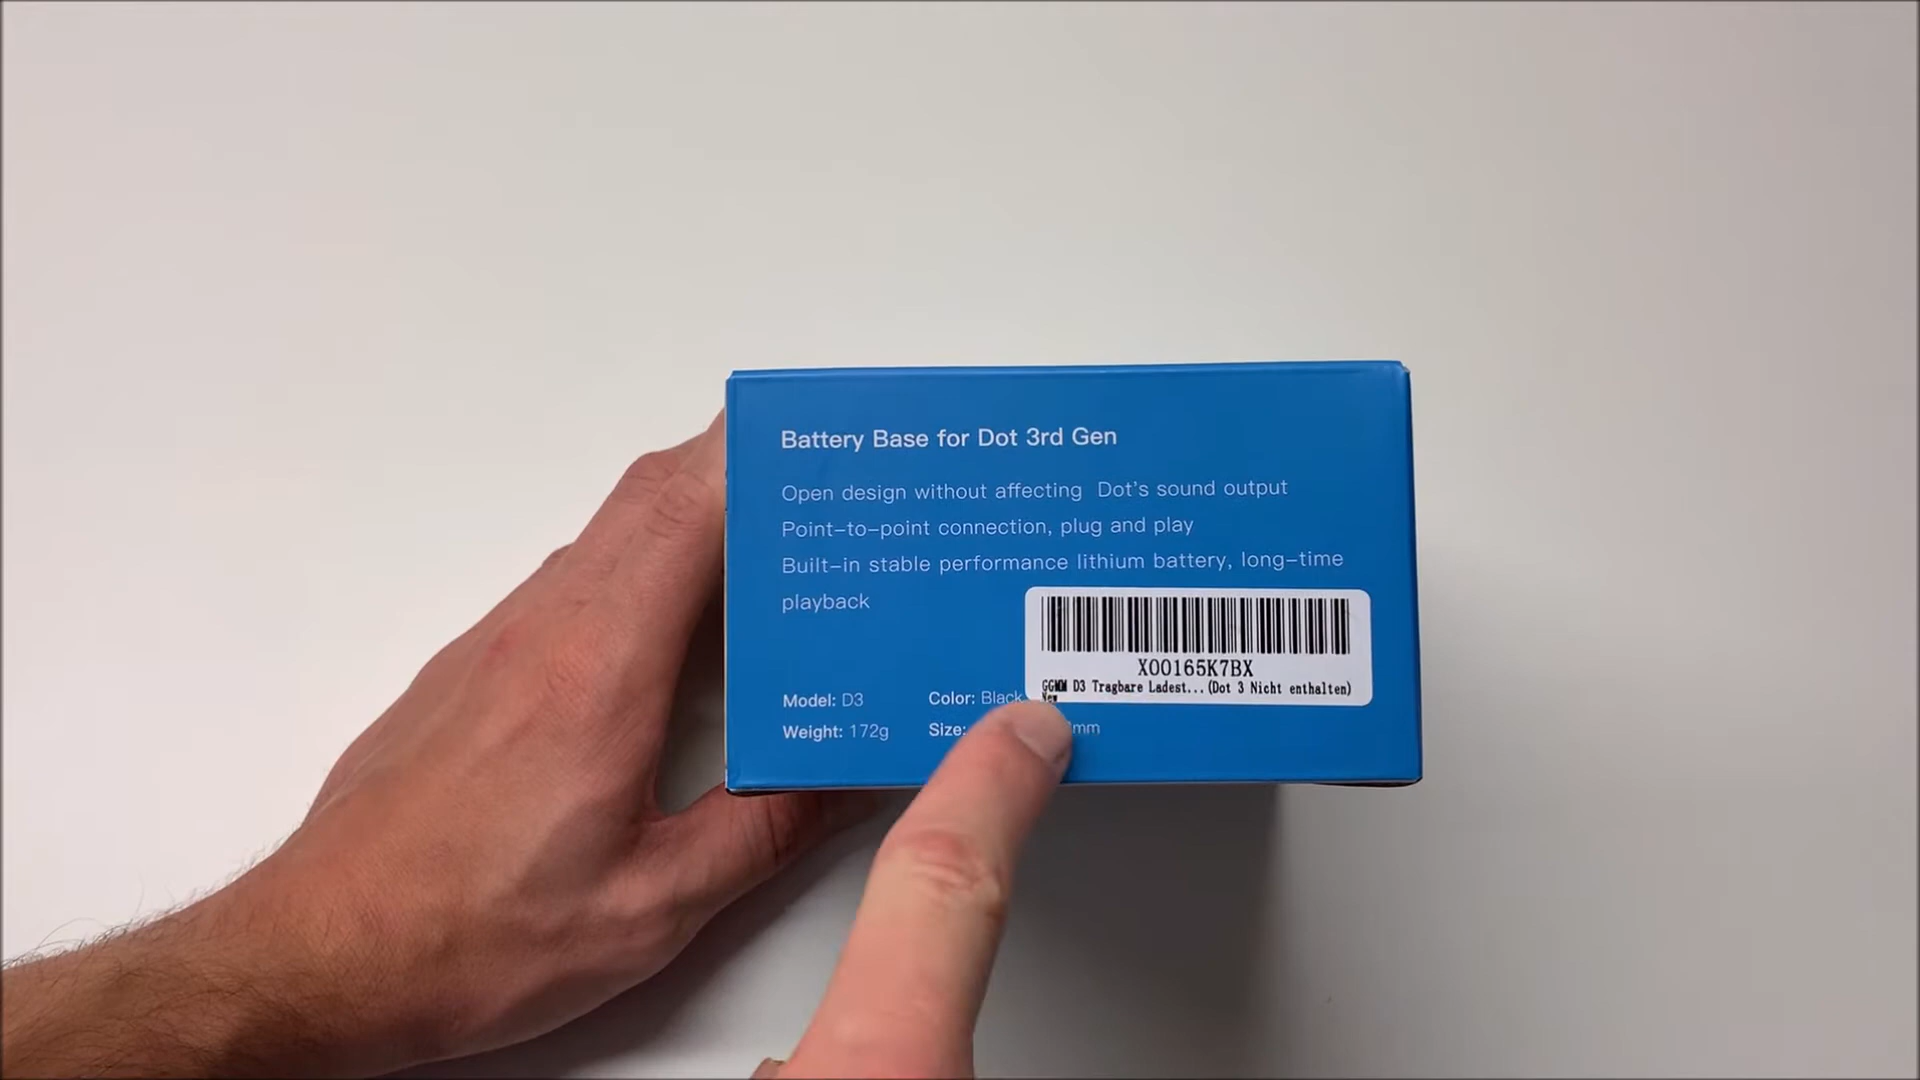 Battery Base for Dot 3rd Gen
Open design without affecting Dot's sound output
Point-to-point connection, plug and play
Built-in stable performance lithium battery, long-time
playback
X00165K7BX
GGMM D3 Tragbare Ladest...(Dot 3 Nicht enthalten)
New
Model: D3 Color: Black
Weight: 172g Size: mm